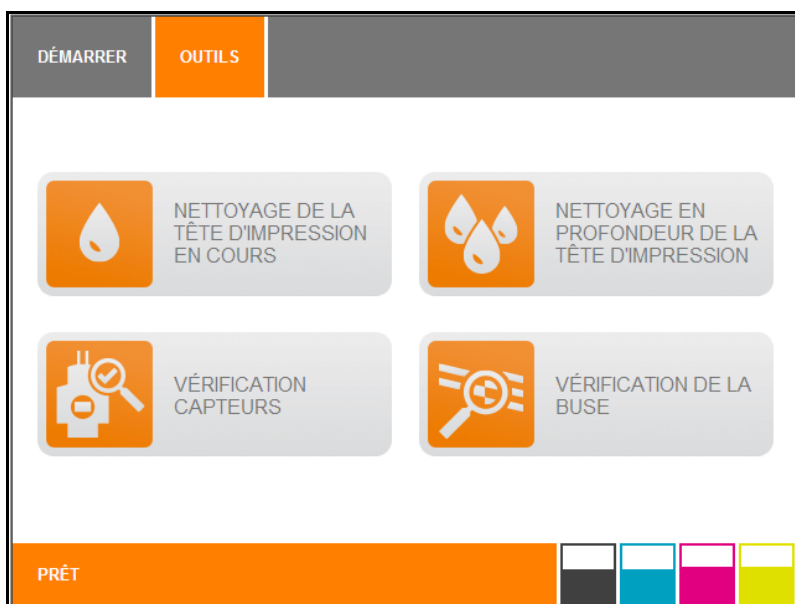 DÉMARRER
OUTILS
NETTOYAGE DE LA
TÊTE D'IMPRESSION
EN COURS
NETTOYAGE EN
PROFONDEUR DE LA
TÊTE D'IMPRESSION
VÉRIFICATION
CAPTEURS
VÉRIFICATION DE LA
BUSE
PRÊT